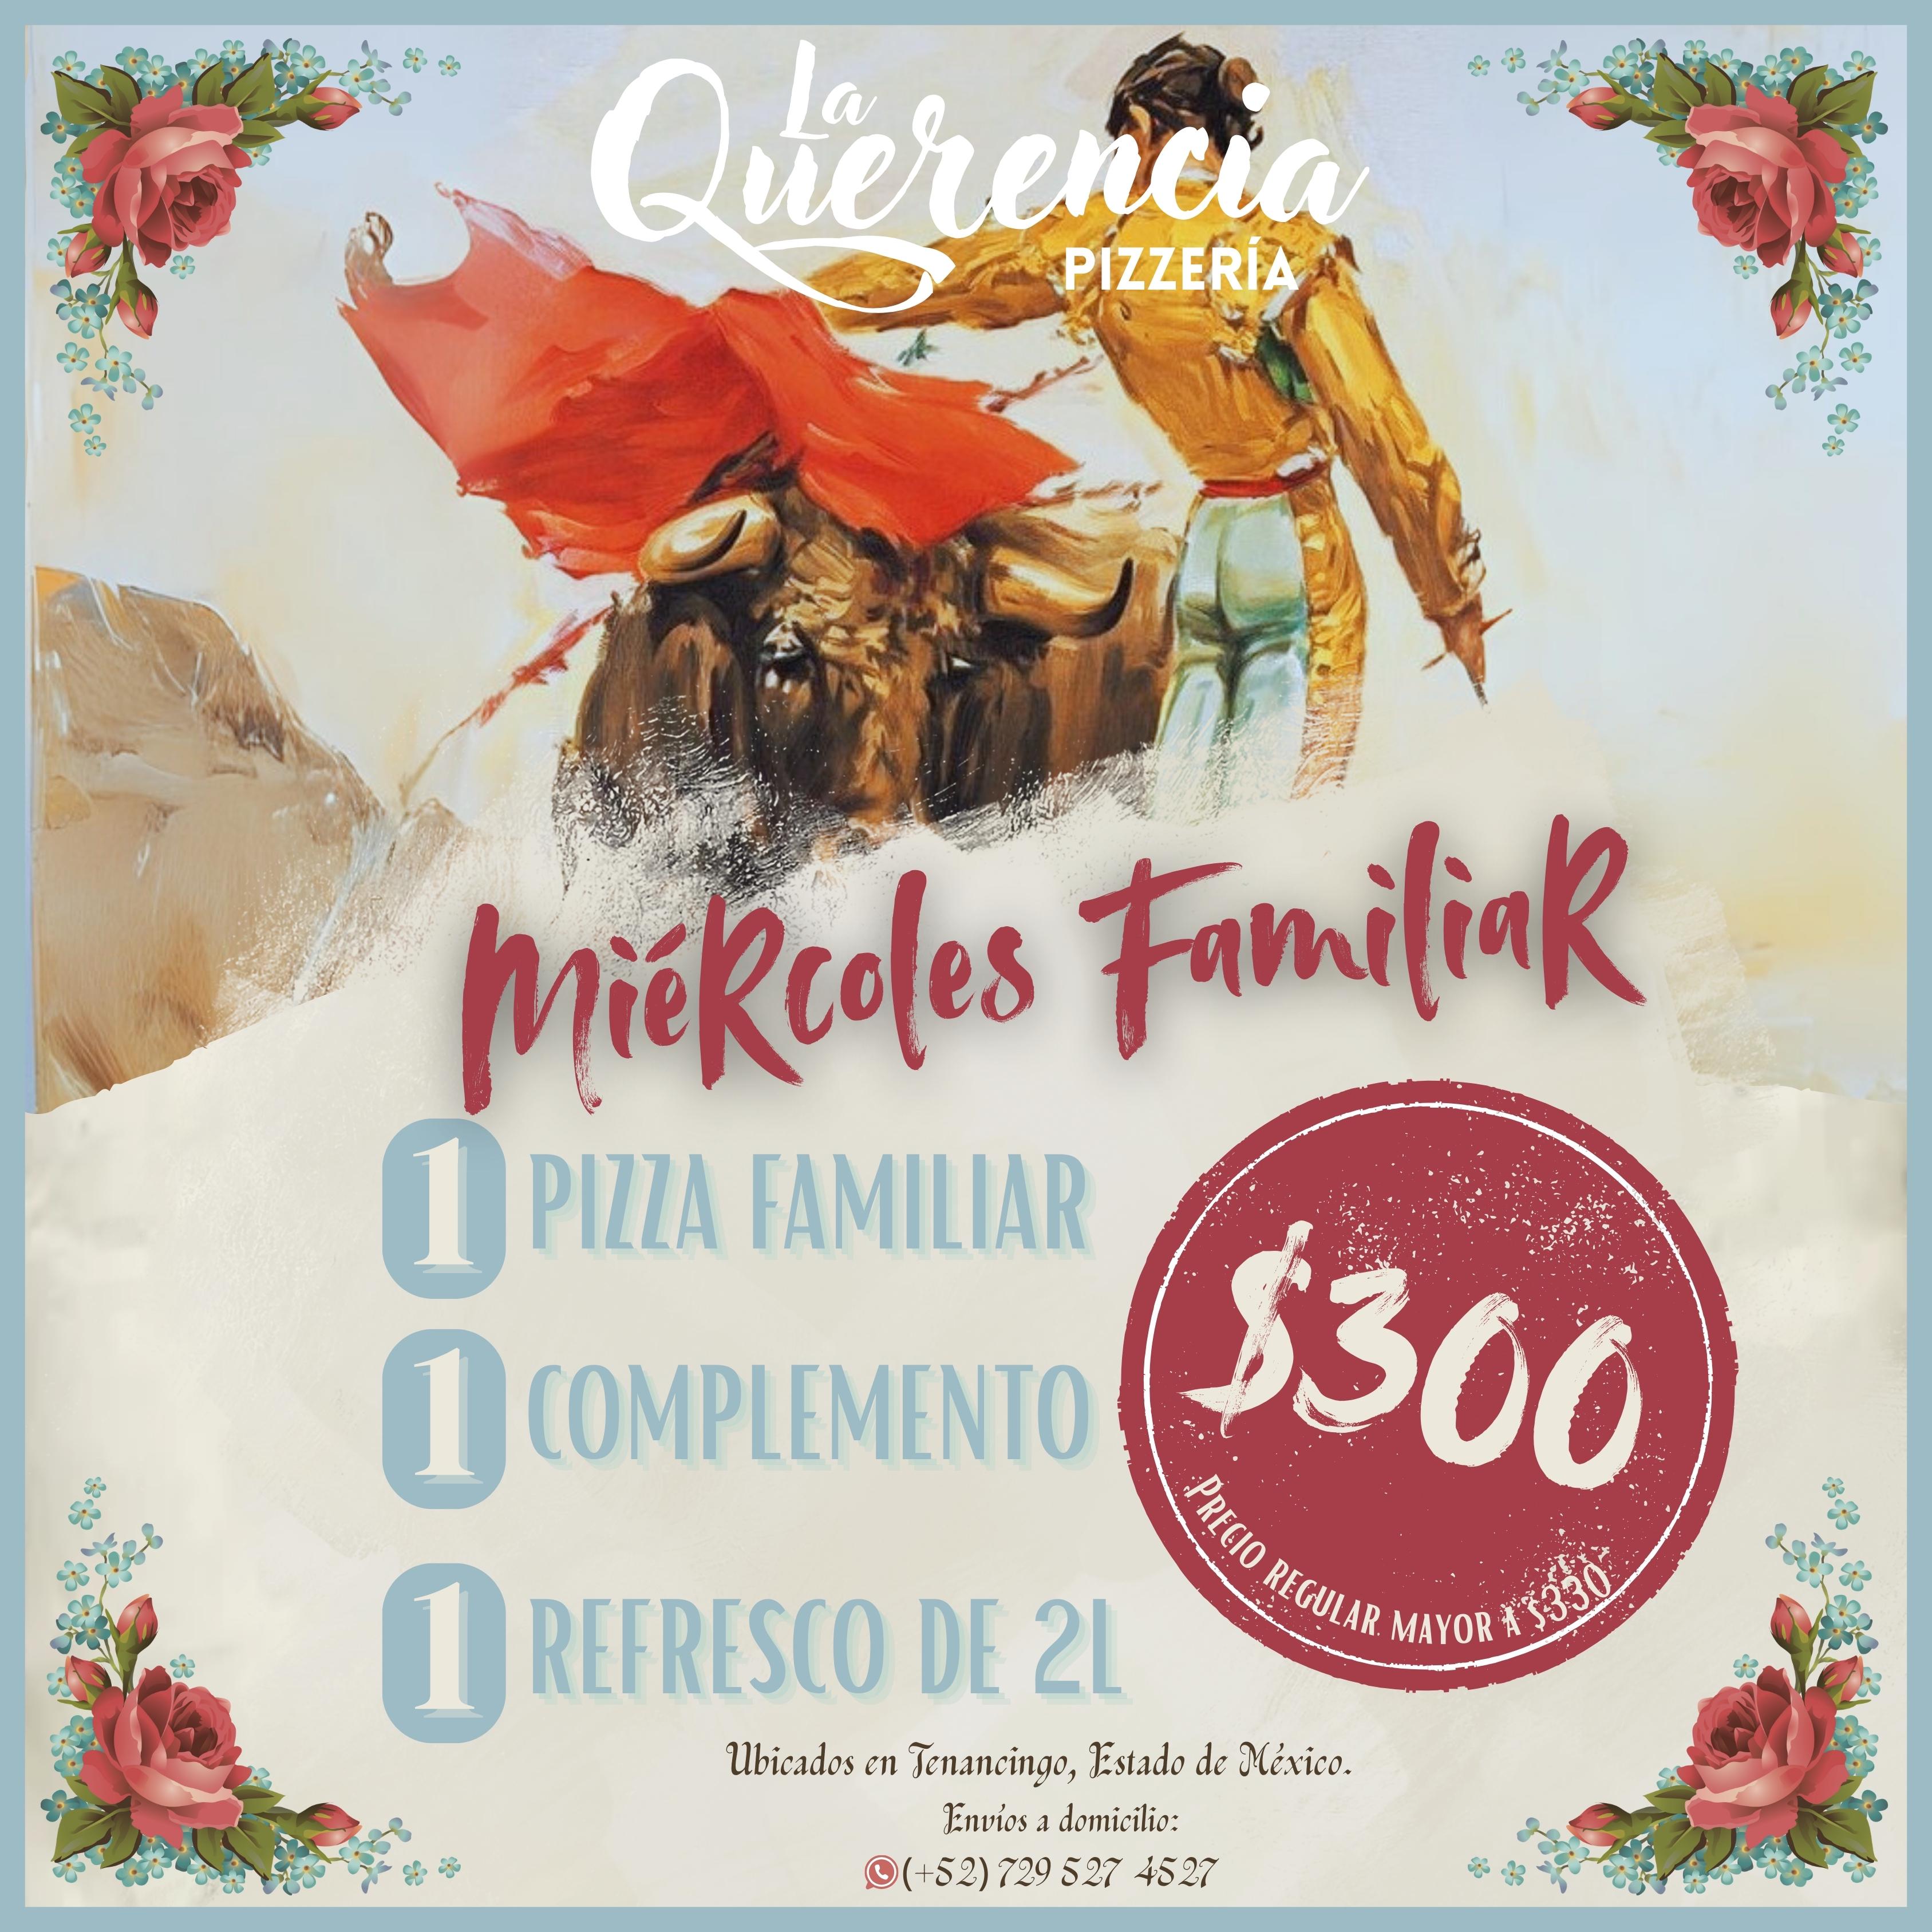 La
Querencia
PIZZERÍA
MiéRcoles FamiliaR
1 PIZZA FAMILIAR
1 COMPLEMENTO
1 REFRESCO DE 2L
$300
PRECIO REGULAR MAYOR A $330
Ubicados en Tenancingo, Estado de México.
Envíos a domicilio:
(+52) 729 527 4527